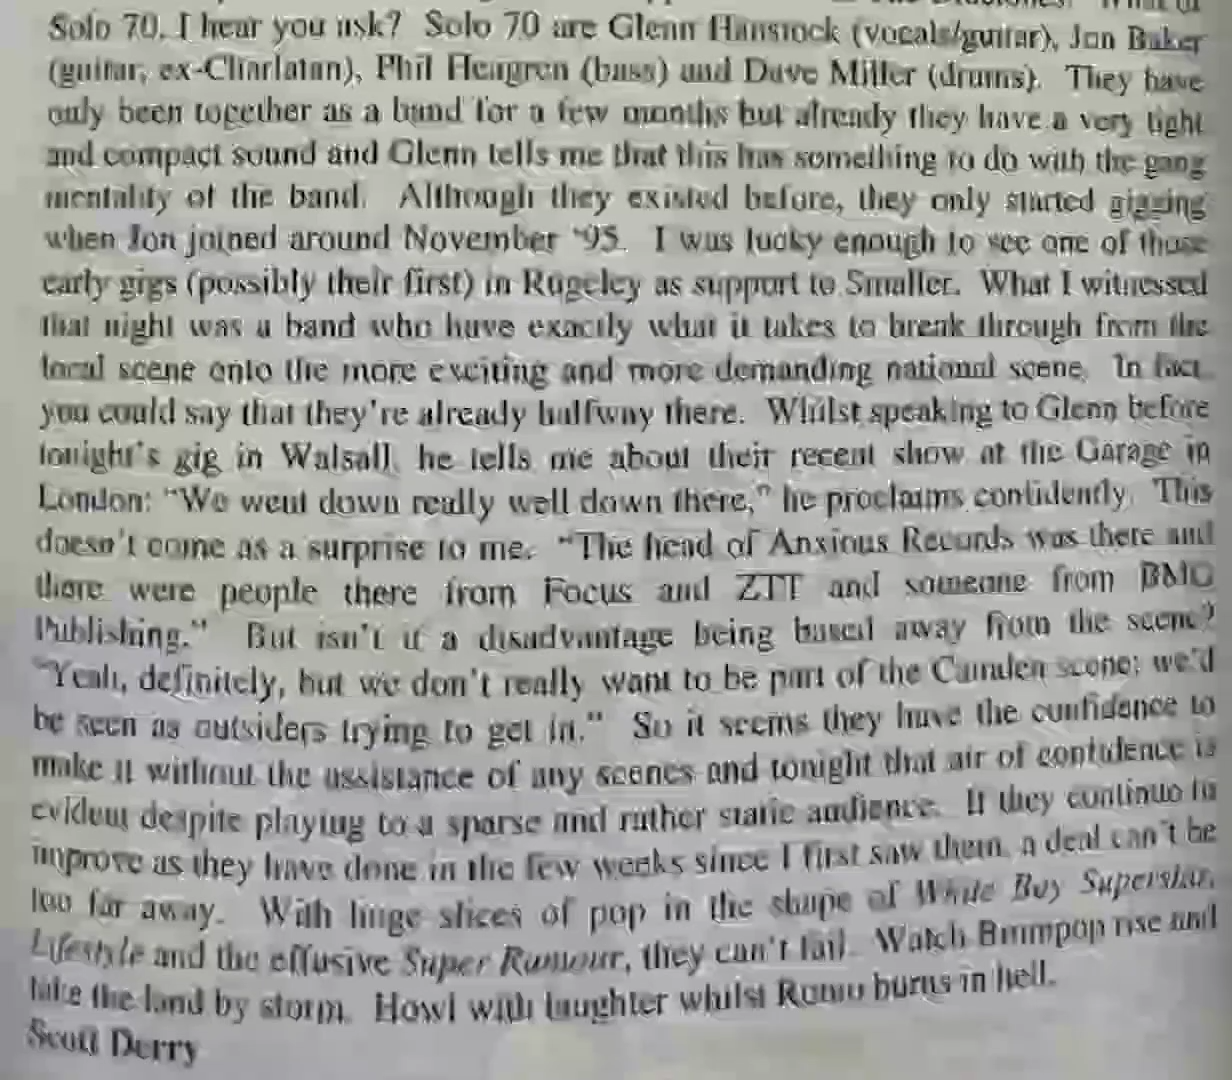 Solo 70, I hear you ask? Solo 70 are Glenn Hanstock (vocals/guitar), Jon Baker
(guitar, ex-Charlatan), Phil Hengren (bass) and Dave Miller (drums). They have
only been together as a band for a few months but already they have a very tight
and compact sound and Glenn tells me that this has something to do with the gang
mentality of the band. Although they existed before, they only started gigging
when Jon joined around November '95. I was lucky enough to see one of those
early gigs (possibly their first) in Rugeley as support to Smaller. What I witnessed
that night was a band who have exactly what it takes to break through from the
local scene onto the more exciting and more demanding national scene. In fact
you could say that they're already halfway there. Whilst speaking to Glenn before
tonight's gig in Walsall, he tells me about their recent show at the Garage in
London: "We went down really well down there," he proclaims confidently. This
doesn't come as a surprise to me. "The head of Anxious Records was there and
there were people there from Focus and ZTT and someone from BMG
Publishing." But isn't it a disadvantage being based away from the scene?
"Yeah, definitely, but we don't really want to be part of the Camden scene; we'd
be seen as outsiders trying to get in." So it seems they have the confidence to
make it without the assistance of any scenes and tonight that air of confidence is
evident despite playing to a sparse and rather static audience. If they continue to
improve as they have done in the few weeks since I first saw them, a deal can't be
too far away. With huge slices of pop in the shape of White Boy Superstar,
Lifestyle and the effusive Super Rumour, they can't fail. Watch Brumpop rise and
take the land by storm. Howl with laughter whilst Romo burns in hell.
Scott Derry